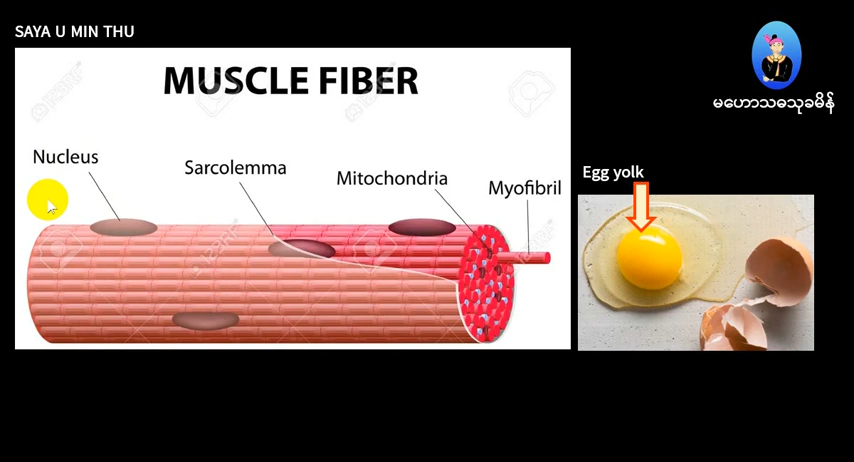 SAYA U MIN THU
MUSCLE FIBER
မဟောသဓသုခမိန်
Nucleus
Sarcolemma
Mitochondria
Myofibril
Egg yolk